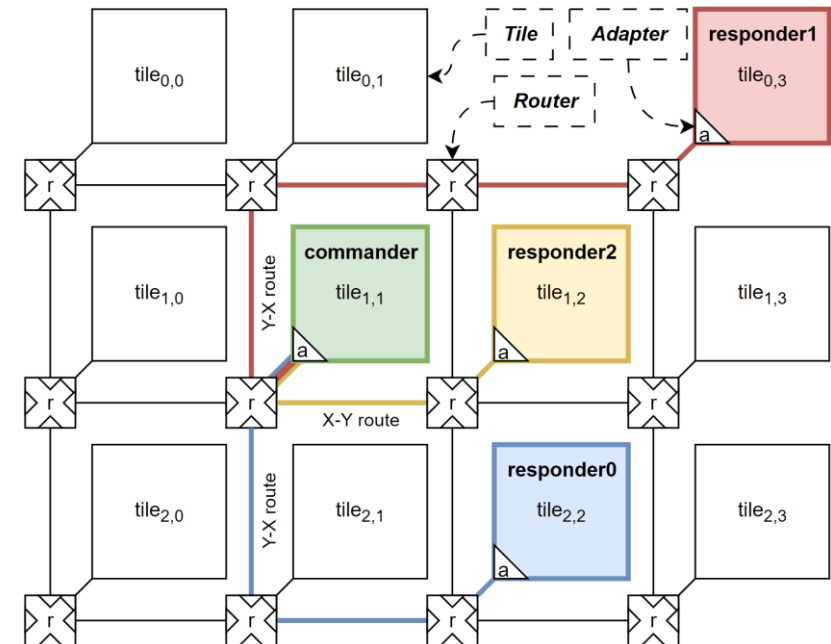 tile0,0
tile0,1
Tile
Adapter
Router
responder1
tile0,3
a
r
r
r
r
tile1,0
Y-X route
commander
tile1,1
a
responder2
tile1,2
a
tile1,3
r
r
X-Y route
r
r
tile2,0
Y-X route
tile2,1
responder0
tile2,2
a
tile2,3
r
r
r
r